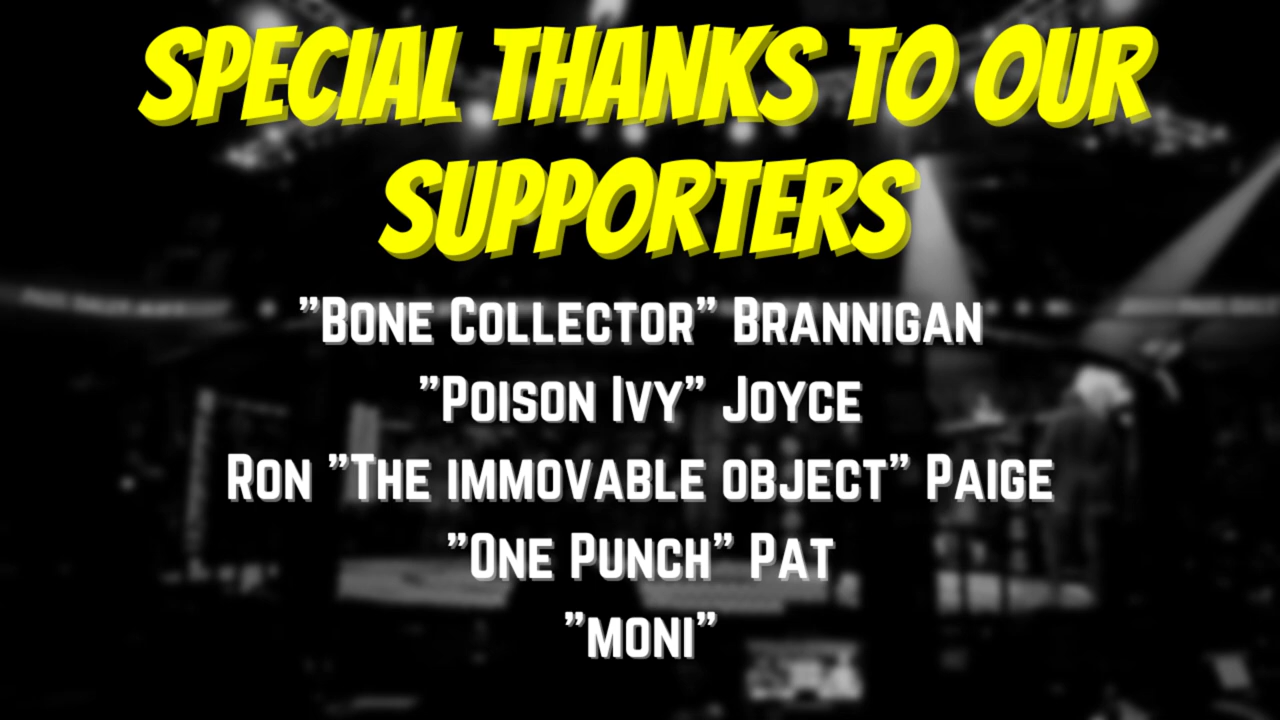 SPECIAL THANKS TO OUR
SUPPORTERS
”BONE COLLECTOR” BRANNIGAN
”POISON IVY” JOYCE
RON ”THE IMMOVABLE OBJECT” PAIGE
”ONE PUNCH” PAT
”MONI”